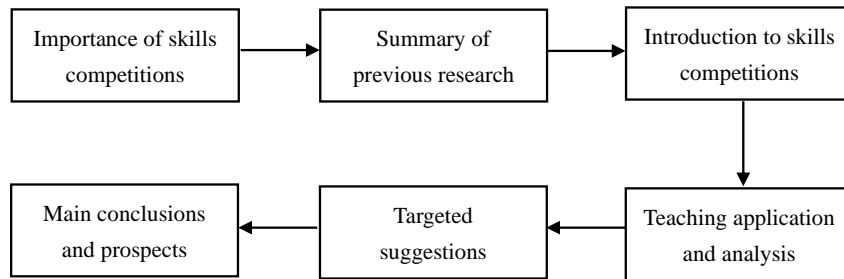 Importance of skills
competitions
Summary of
previous research
Introduction to skills
competitions
Teaching application
and analysis
Targeted
suggestions
Main conclusions
and prospects